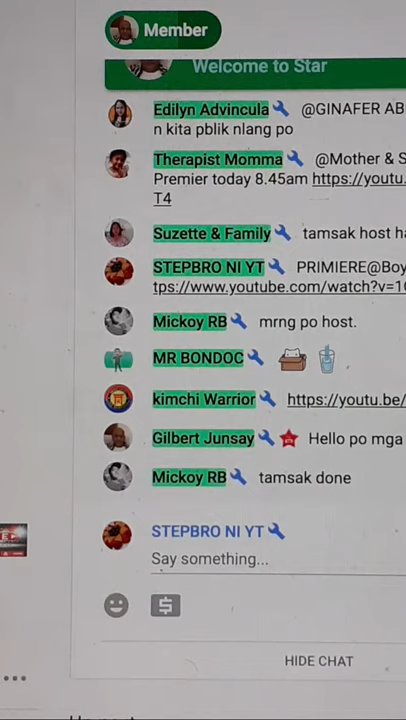 Member
Welcome to Star
Edilyn Advincula @GINAFER AB
n kita pblik nlang po
Therapist Momma @Mother & S
Premier today 8.45am https://youtu.
T4
Suzette & Family tamsak host ha
STEPBRO NI YT PRIMIERE@Boy
tps://www.youtube.com/watch?v=1
Mickoy RB mrng po host.
MR BONDOC
kimchi Warrior https://youtu.be/
Gilbert Junsay Hello po mga
Mickoy RB tamsak done
STEPBRO NI YT
Say something...
HIDE CHAT